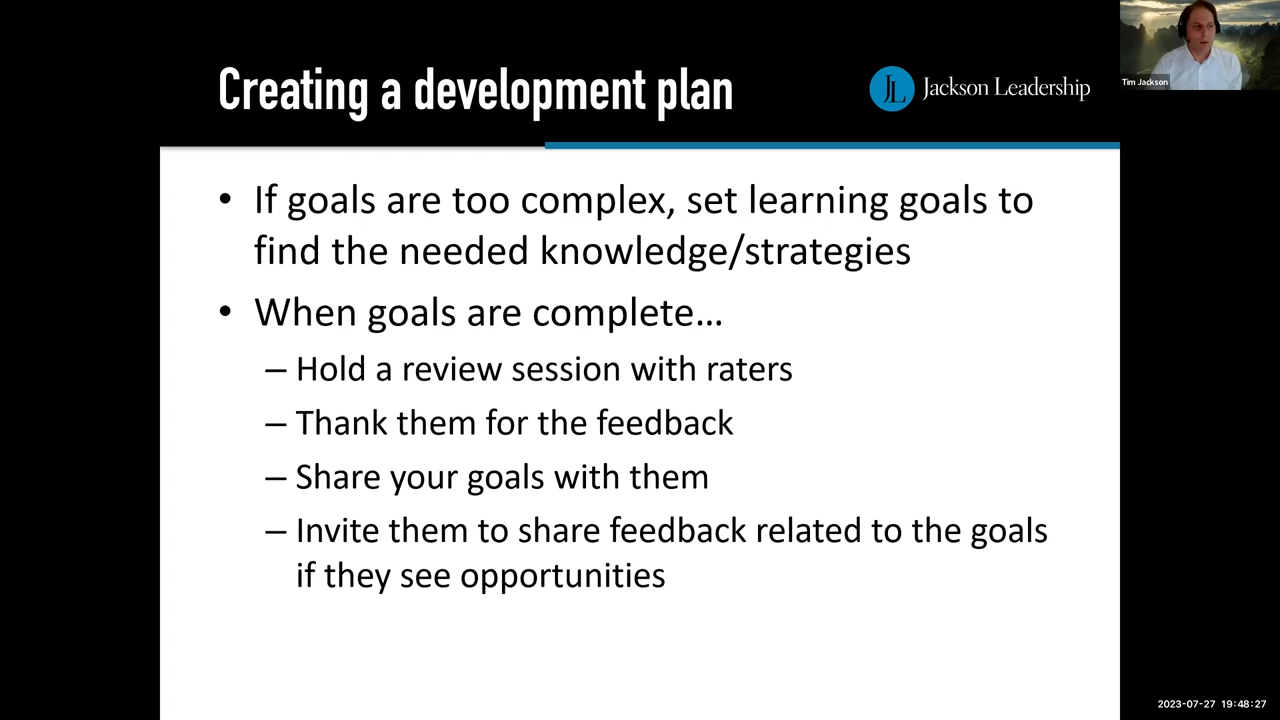 Creating a development plan
JL Jackson Leadership
Tim Jackson
• If goals are too complex, set learning goals to
find the needed knowledge/strategies
• When goals are complete…
– Hold a review session with raters
– Thank them for the feedback
– Share your goals with them
– Invite them to share feedback related to the goals
if they see opportunities
2023-07-27 19:48:27